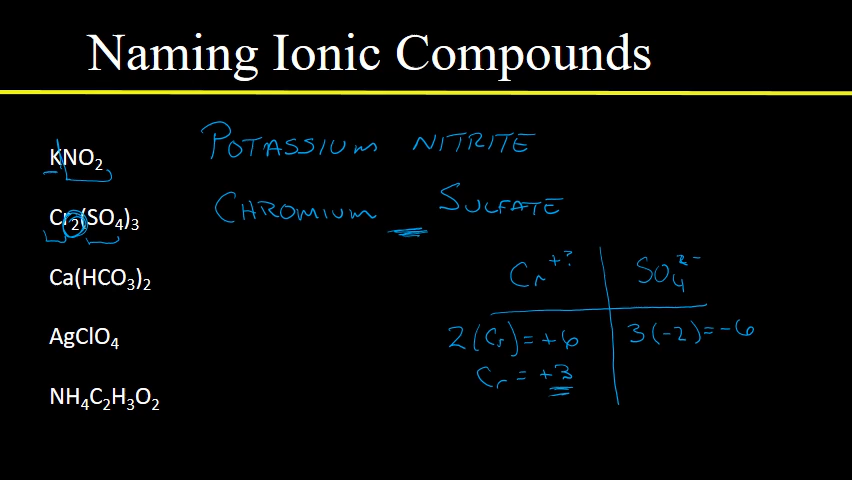 Naming Ionic Compounds
KNO₂ POTASSIUM NITRITE
Cr₂(SO₄)₃ CHROMIUM SULFATE
Cr⁺? SO₄²⁻
Ca(HCO₃)₂
2(Cr) = +6 3(-2) = -6
AgClO₄
Cr = +3
NH₄C₂H₃O₂